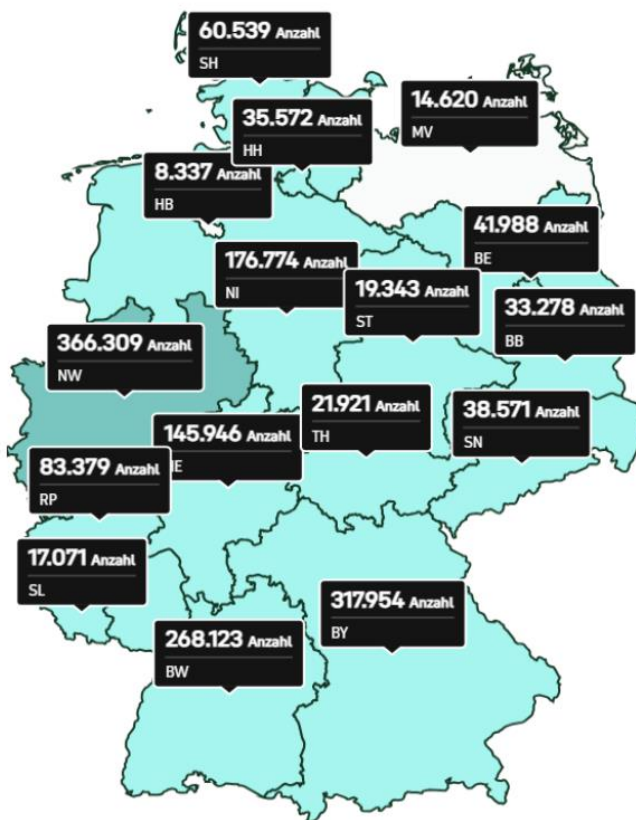 60.539 Anzahl
SH
14.620 Anzahl
MV
35.572 Anzahl
HH
8.337 Anzahl
HB
41.988 Anzahl
BE
176.774 Anzahl
NI
19.343 Anzahl
ST
33.278 Anzahl
BB
366.309 Anzahl
NW
21.921 Anzahl
TH
38.571 Anzahl
SN
145.946 Anzahl
HE
83.379 Anzahl
RP
17.071 Anzahl
SL
317.954 Anzahl
BY
268.123 Anzahl
BW